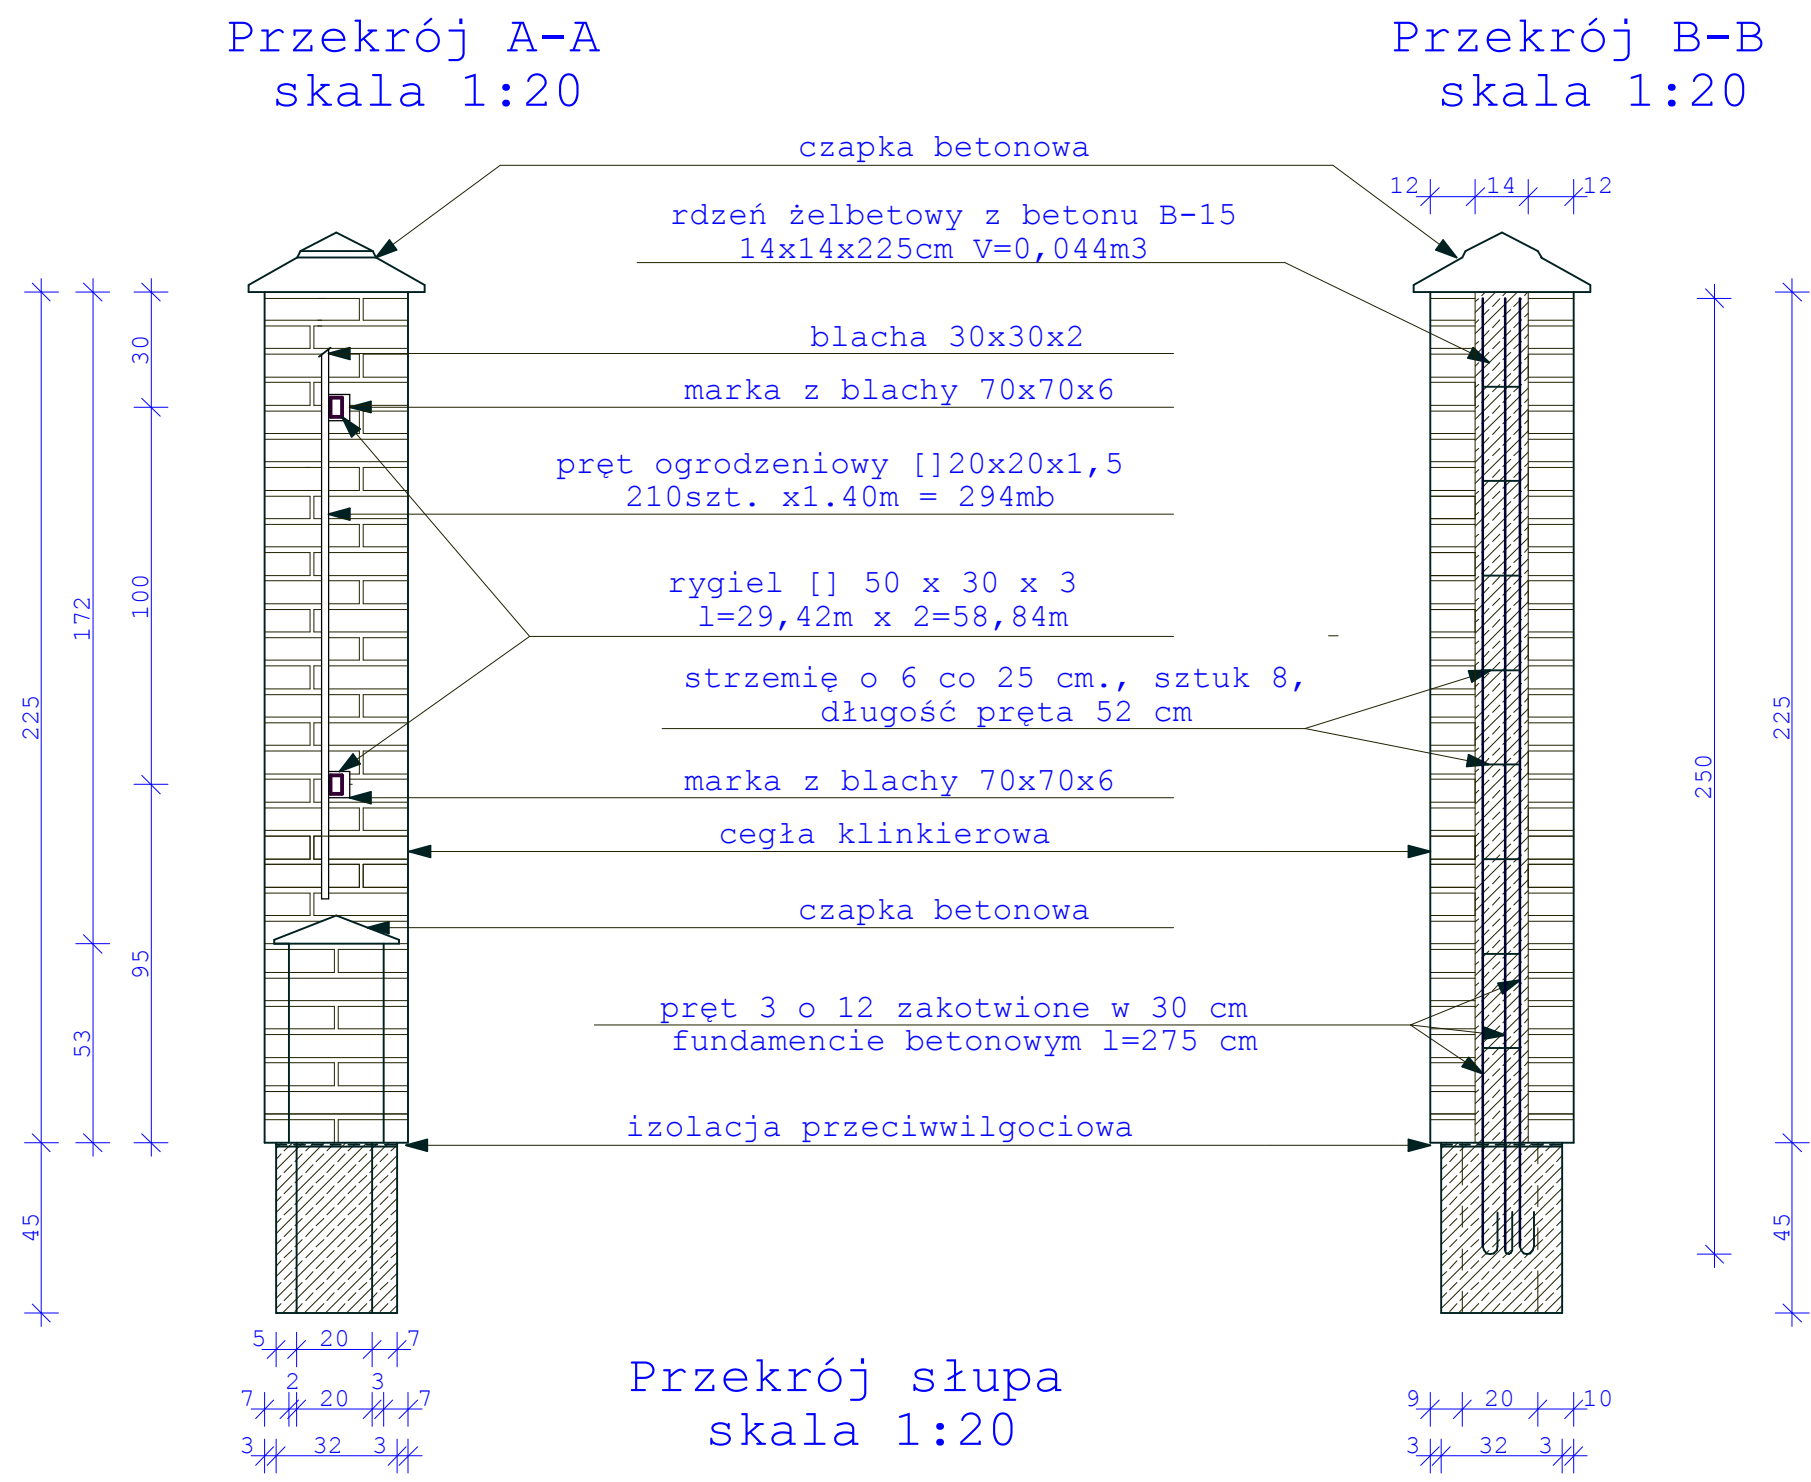 Przekrój A-A
skala 1:20
Przekrój B-B
skala 1:20
czapka betonowa
12 14 12
rdzeń żelbetowy z betonu B-15
14x14x225cm V=0,044m3
blacha 30x30x2
marka z blachy 70x70x6
pręt ogrodzeniowy []20x20x1,5
210szt. x1.40m = 294mb
rygiel [] 50 x 30 x 3
l=29,42m x 2=58,84m
strzemię o 6 co 25 cm., sztuk 8,
długość pręta 52 cm
marka z blachy 70x70x6
cegła klinkierowa
czapka betonowa
pręt 3 o 12 zakotwione w 30 cm
fundamencie betonowym l=275 cm
izolacja przeciwwilgociowa
225
45
172
53
30
100
95
250
225
45
5 20 7
2 3
7 20 7
3 32 3
Przekrój słupa
skala 1:20
9 20 10
3 32 3